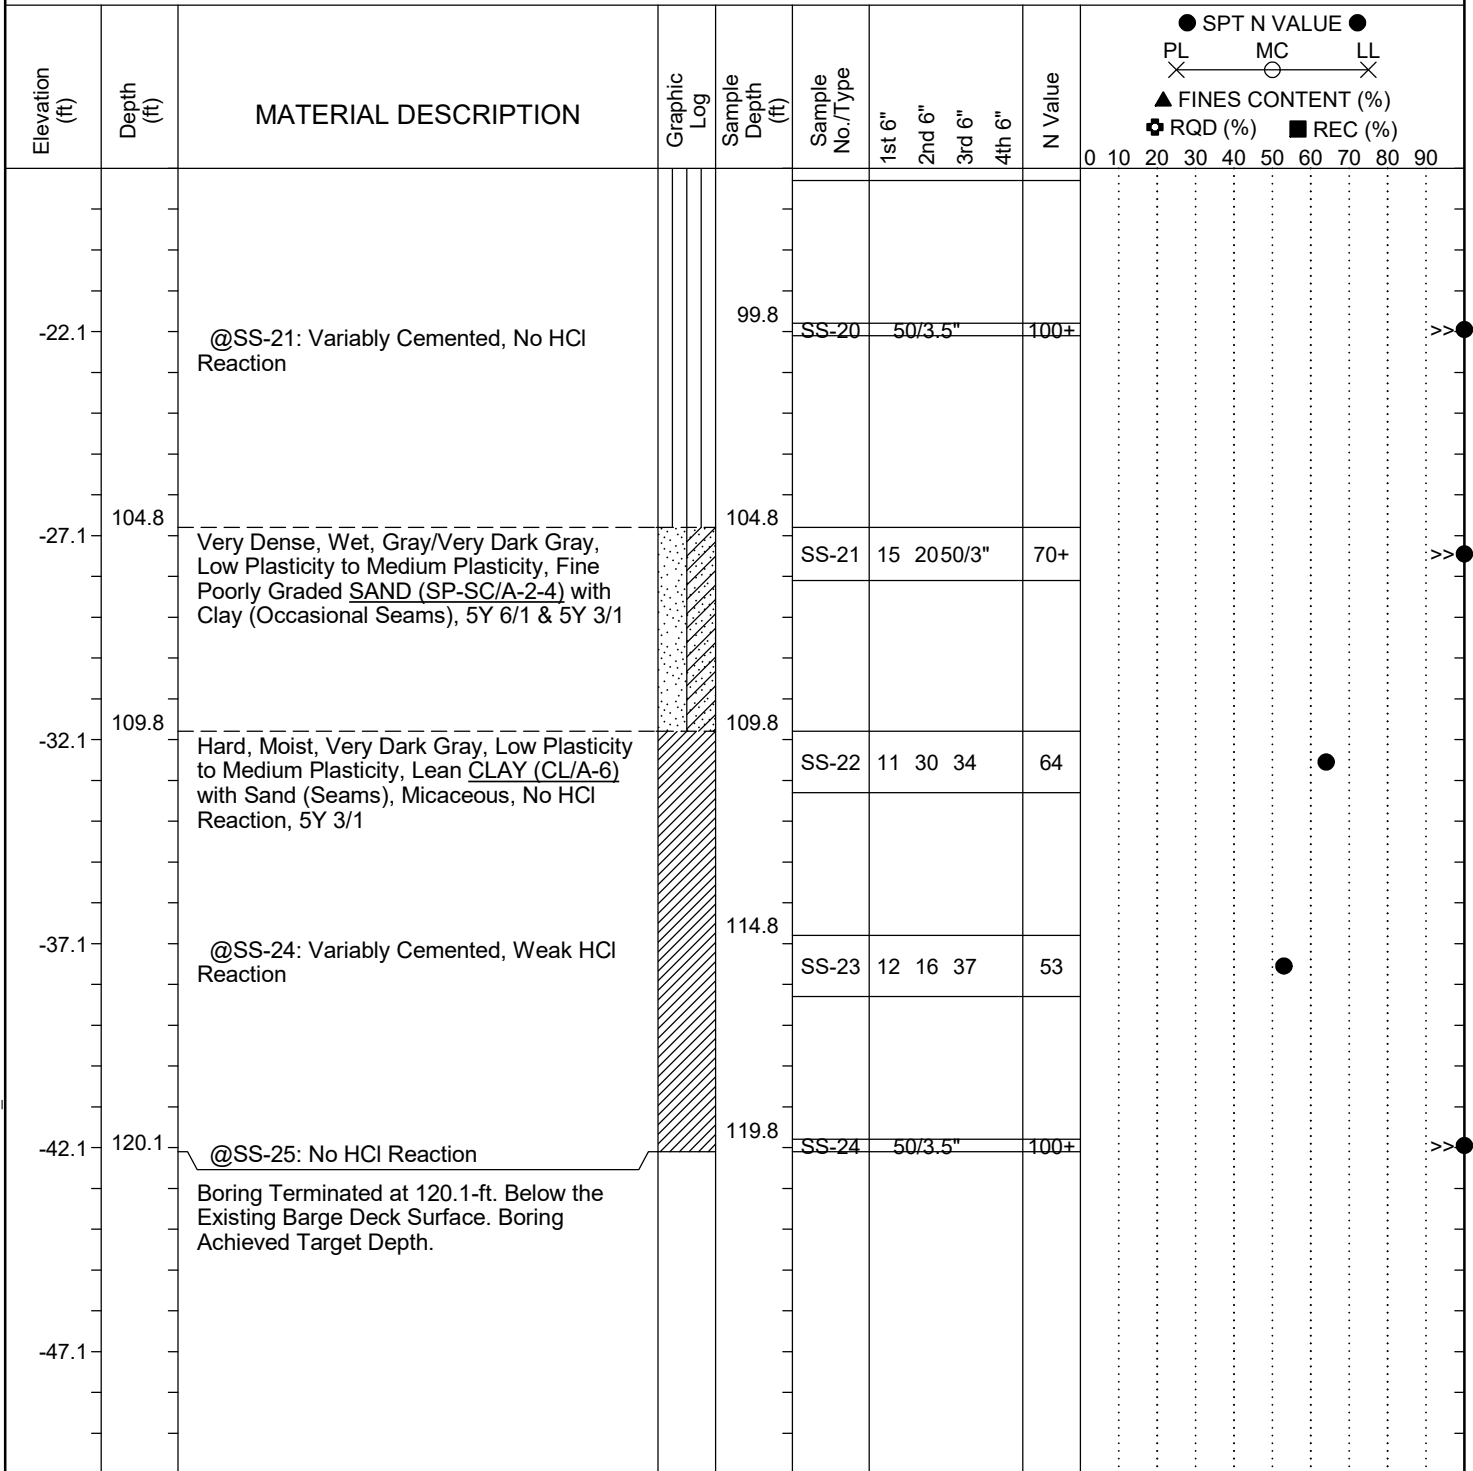 ● SPT N VALUE ●
PL MC LL
▲ FINES CONTENT (%)
RQD (%) ■ REC (%)
Elevation (ft)
Depth (ft)
MATERIAL DESCRIPTION
Graphic Log
Sample Depth (ft)
Sample No./Type
1st 6"
2nd 6"
3rd 6"
4th 6"
N Value
0 10 20 30 40 50 60 70 80 90
99.8
-22.1 @SS-21: Variably Cemented, No HCl SS-20 50/3.5" 100+ >>
Reaction
104.8 104.8
-27.1
Very Dense, Wet, Gray/Very Dark Gray,
SS-21 15 20 50/3" 70+ >>
Low Plasticity to Medium Plasticity, Fine
Poorly Graded SAND (SP-SC/A-2-4) with
Clay (Occasional Seams), 5Y 6/1 & 5Y 3/1
109.8 109.8
-32.1
Hard, Moist, Very Dark Gray, Low Plasticity
SS-22 11 30 34 64
to Medium Plasticity, Lean CLAY (CL/A-6)
with Sand (Seams), Micaceous, No HCl
Reaction, 5Y 3/1
114.8
-37.1 @SS-24: Variably Cemented, Weak HCl
Reaction SS-23 12 16 37 53
119.8
-42.1 120.1 @SS-25: No HCl Reaction SS-24 50/3.5" 100+ >>
Boring Terminated at 120.1-ft. Below the
Existing Barge Deck Surface. Boring
Achieved Target Depth.
-47.1